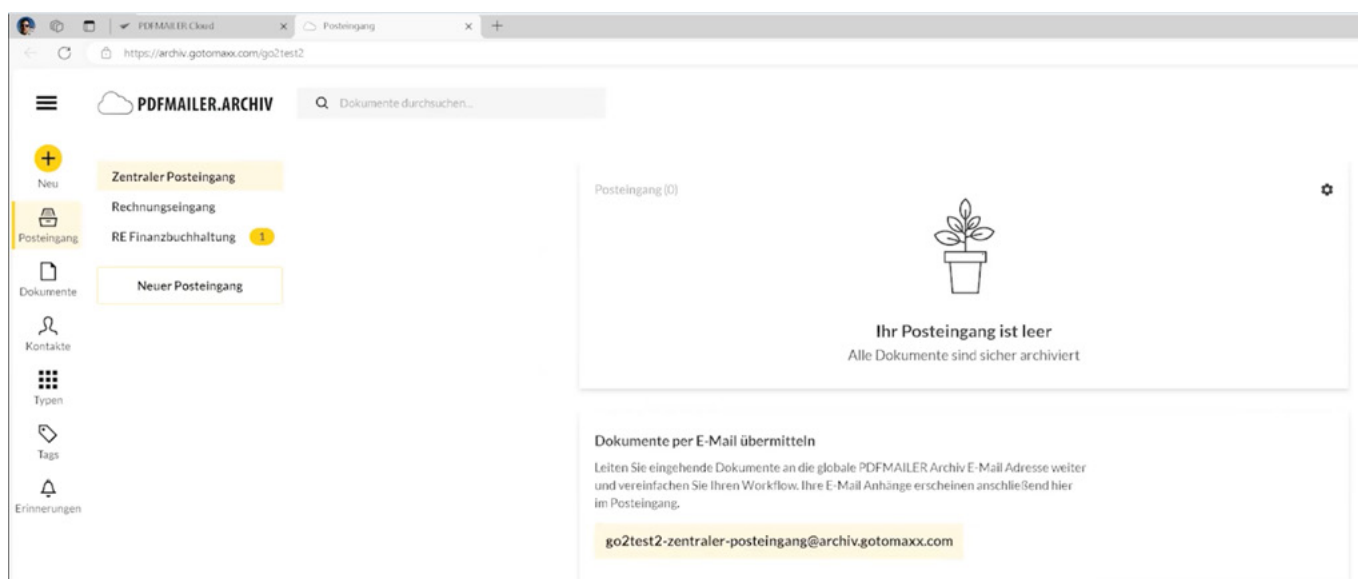 PDFMAILER Cloud
Posteingang
https://archiv.gotomaxx.com/go2test2
PDFMAILER.ARCHIV
Dokumente durchsuchen...
Neu
Posteingang
Dokumente
Kontakte
Typen
Tags
Erinnerungen
Zentraler Posteingang
Rechnungseingang
RE Finanzbuchhaltung 1
Neuer Posteingang
Posteingang (0)
Ihr Posteingang ist leer
Alle Dokumente sind sicher archiviert
Dokumente per E-Mail übermitteln
Leiten Sie eingehende Dokumente an die globale PDFMAILER Archiv E-Mail Adresse weiter
und vereinfachen Sie Ihren Workflow. Ihre E-Mail Anhänge erscheinen anschließend hier
im Posteingang.
go2test2-zentraler-posteingang@archiv.gotomaxx.com